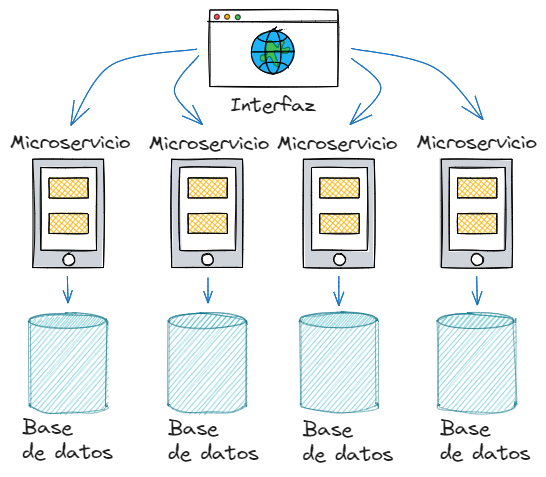 Interfaz
Microservicio Microservicio Microservicio Microservicio
Base Base Base Base
de datos de datos de datos de datos